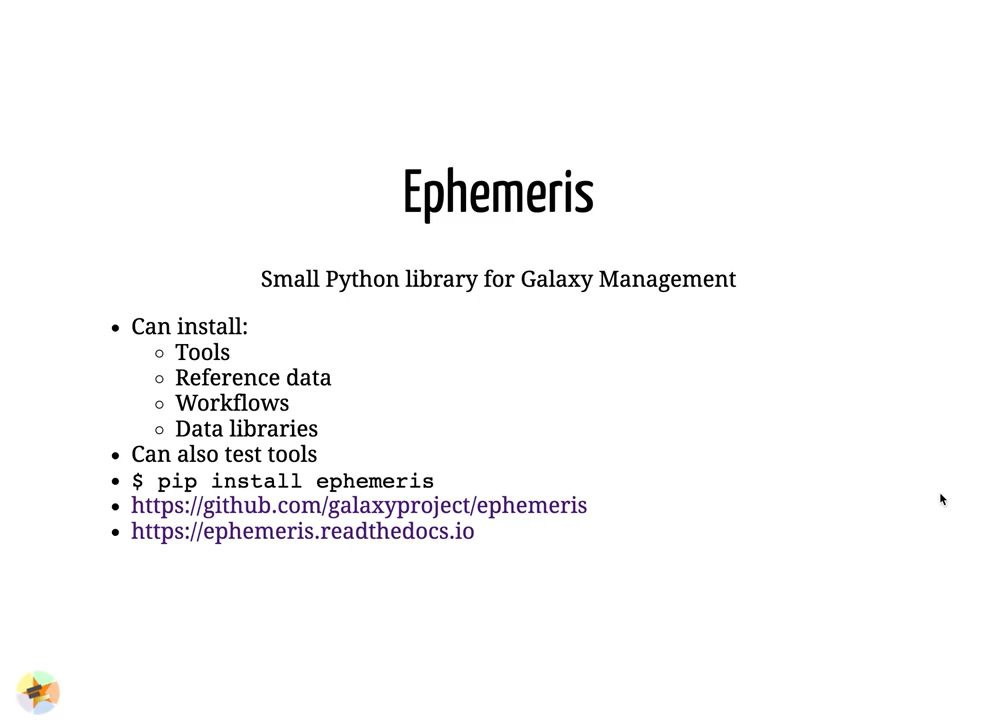 Ephemeris
Small Python library for Galaxy Management
Can install:
Tools
Reference data
Workflows
Data libraries
Can also test tools
$ pip install ephemeris
https://github.com/galaxyproject/ephemeris
https://ephemeris.readthedocs.io